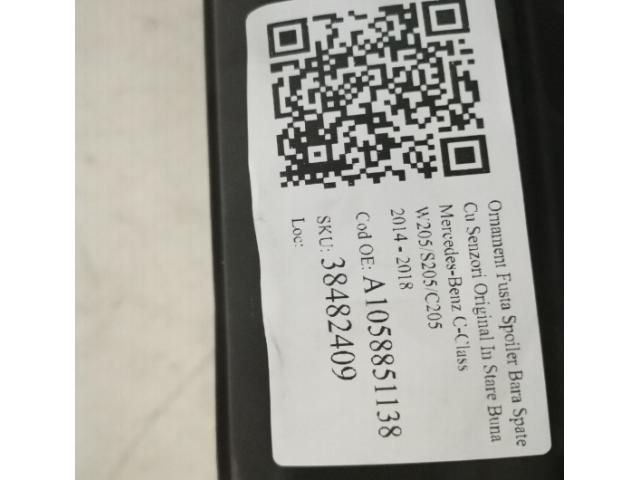 Ornament Fusta Spoiler Bara Spate
Cu Senzori Original In Stare Buna
Mercedes-Benz C-Class
W205/S205/C205
2014 - 2018
Cod OE: A1058851138
SKU: 38482409
Loc: